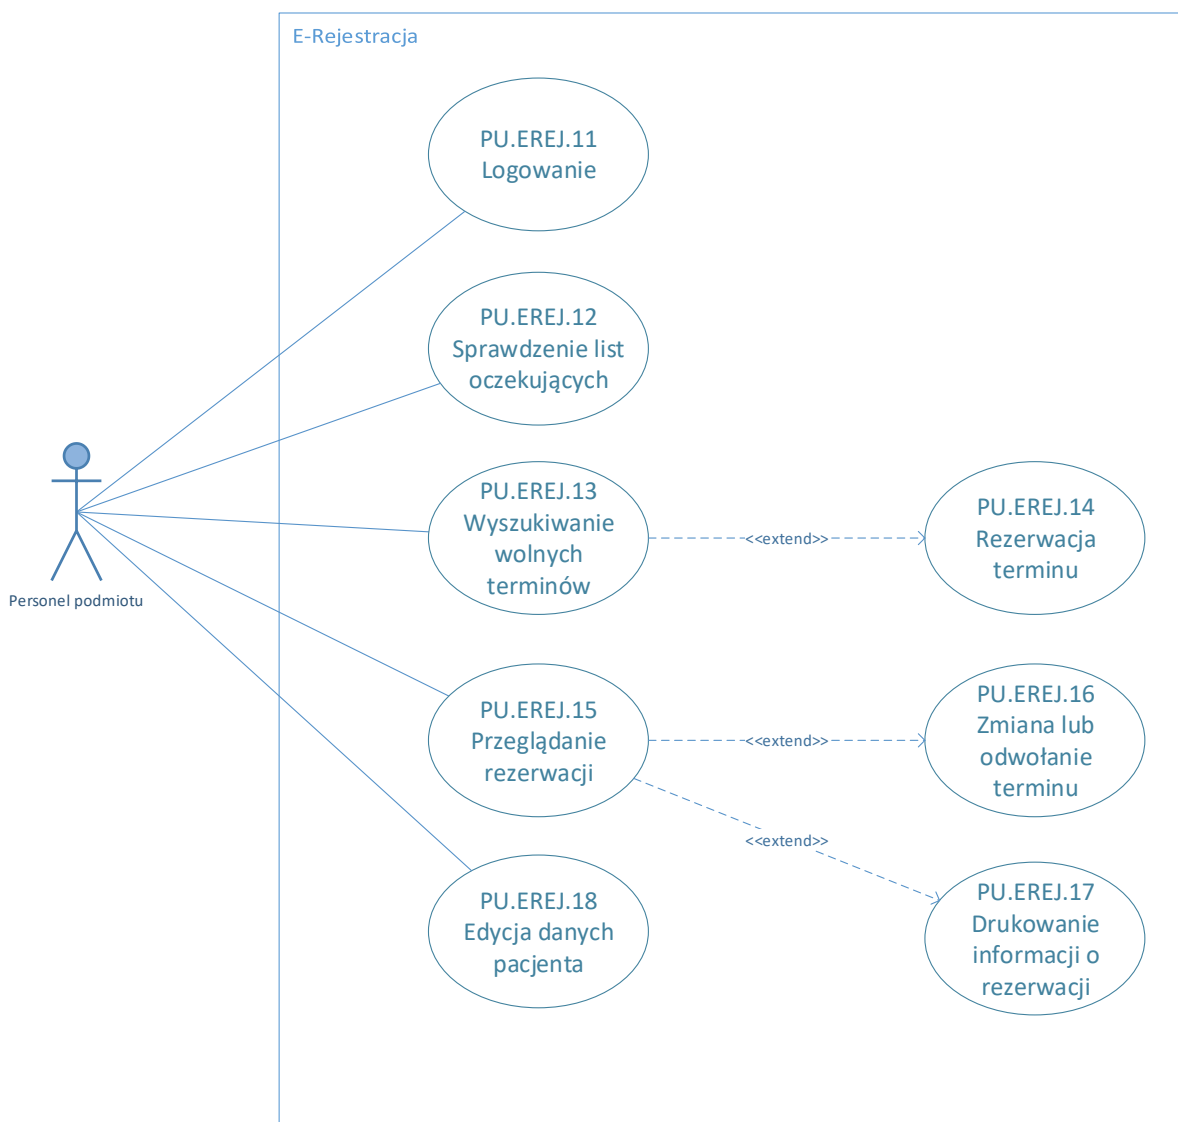 E-Rejestracja
PU.EREJ.11
Logowanie
PU.EREJ.12
Sprawdzenie list
oczekujących
PU.EREJ.13
Wyszukiwanie
wolnych
terminów
<<extend>>
PU.EREJ.14
Rezerwacja
terminu
Personel podmiotu
PU.EREJ.15
Przeglądanie
rezerwacji
<<extend>>
PU.EREJ.16
Zmiana lub
odwołanie
terminu
<<extend>>
PU.EREJ.17
Drukowanie
informacji o
rezerwacji
PU.EREJ.18
Edycja danych
pacjenta